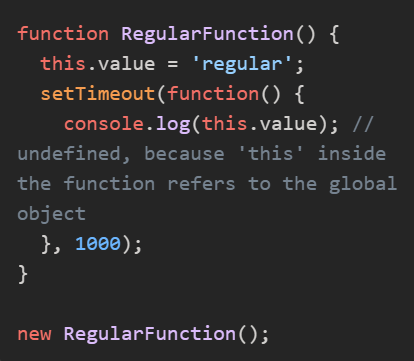 function RegularFunction() {
  this.value = 'regular';
  setTimeout(function() {
    console.log(this.value); //
undefined, because 'this' inside
the function refers to the global
object
  }, 1000);
}

new RegularFunction();